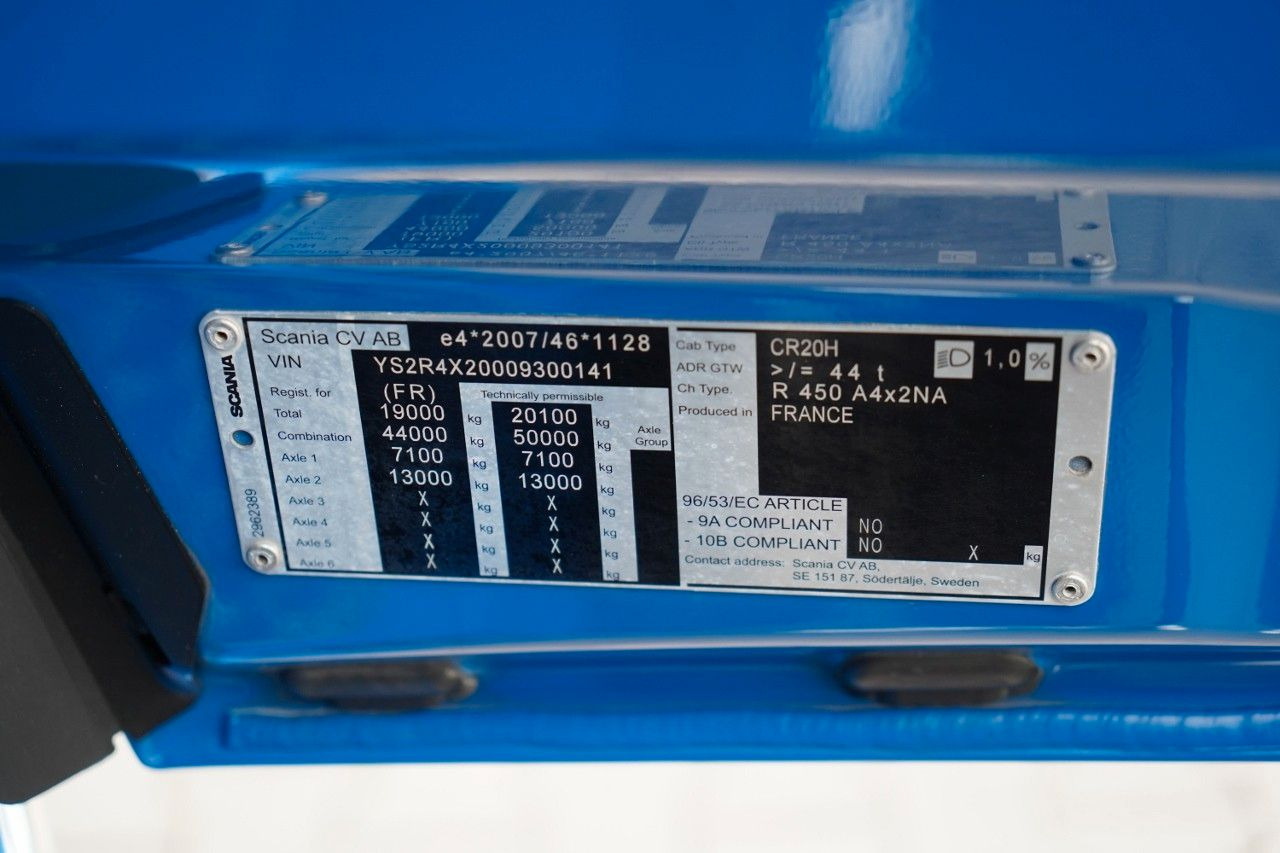 SCANIA
2962389
Scania CV AB e4*2007/46*1128
VIN YS2R4X20009300141
Regist. for (FR) Technically permissible
Total 19000 kg 20100 kg
Combination 44000 kg 50000 kg Axle Group
Axle 1 7100 kg 7100 kg
Axle 2 13000 kg 13000 kg
Axle 3 X kg X kg
Axle 4 X kg X kg
Axle 5 X kg X kg
Axle 6 X kg X kg
Cab Type CR20H 1,0 %
ADR GTW >/= 44 t
Ch Type. R 450 A4x2NA
Produced in FRANCE
96/53/EC ARTICLE
- 9A COMPLIANT NO
- 10B COMPLIANT NO X kg
Contact address: Scania CV AB,
SE 151 87, Södertälje, Sweden